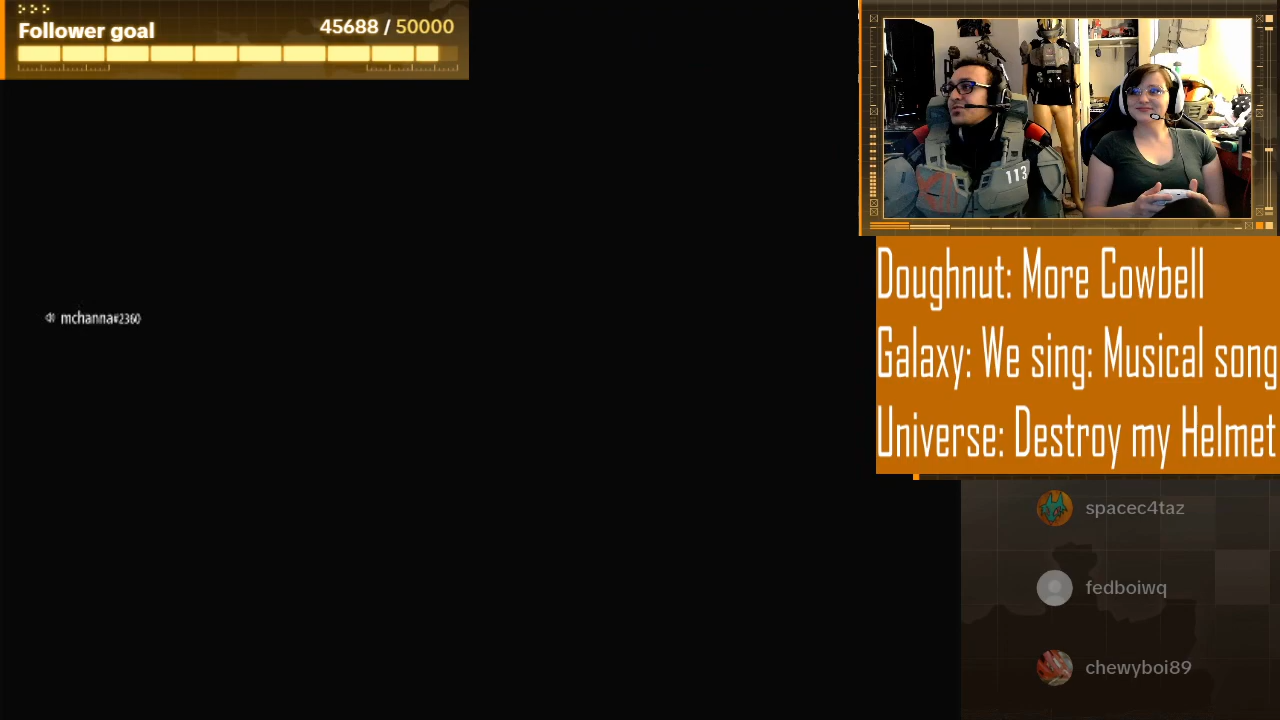 Follower goal
45688 / 50000
113
mchanna#2360
Doughnut: More Cowbell
Galaxy: We sing: Musical song
Universe: Destroy my Helmet
spacec4taz
fedboiwq
chewyboi89